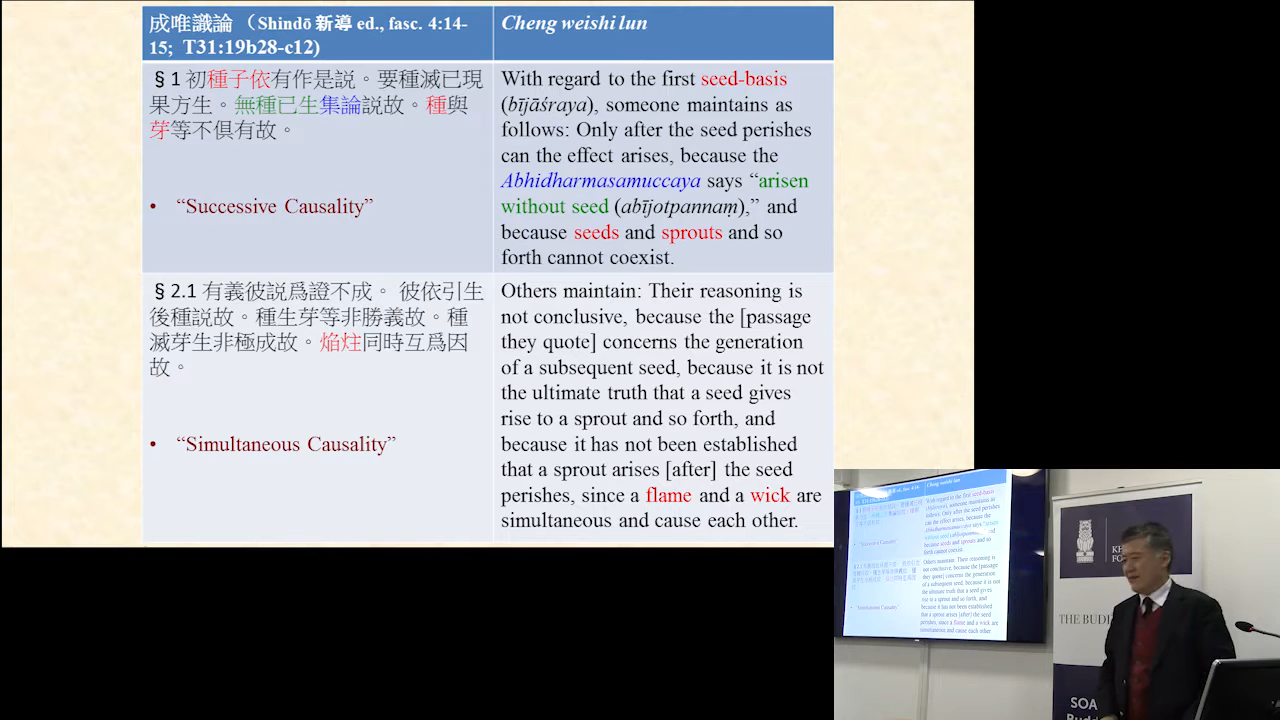 成唯識論（Shindō 新導 ed., fasc. 4:14-
15; T31:19b28-c12)
Cheng weishi lun
§1 初種子依有作是説。要種滅已現
果方生。無種已生集論説故。種與
芽等不俱有故。
• “Successive Causality”
With regard to the first seed-basis
(bījāśraya), someone maintains as
follows: Only after the seed perishes
can the effect arises, because the
Abhidharmasamuccaya says “arisen
without seed (abījotpannaṃ),” and
because seeds and sprouts and so
forth cannot coexist.
§2.1 有義彼説爲證不成。 彼依引生
後種説故。種生芽等非勝義故。種
滅芽生非極成故。焰炷同時互爲因
故。
• “Simultaneous Causality”
Others maintain: Their reasoning is
not conclusive, because the [passage
they quote] concerns the generation
of a subsequent seed, because it is not
the ultimate truth that a seed gives
rise to a sprout and so forth, and
because it has not been established
that a sprout arises [after] the seed
perishes, since a flame and a wick are
simultaneous and cause each other.
THE BUDD
SOA